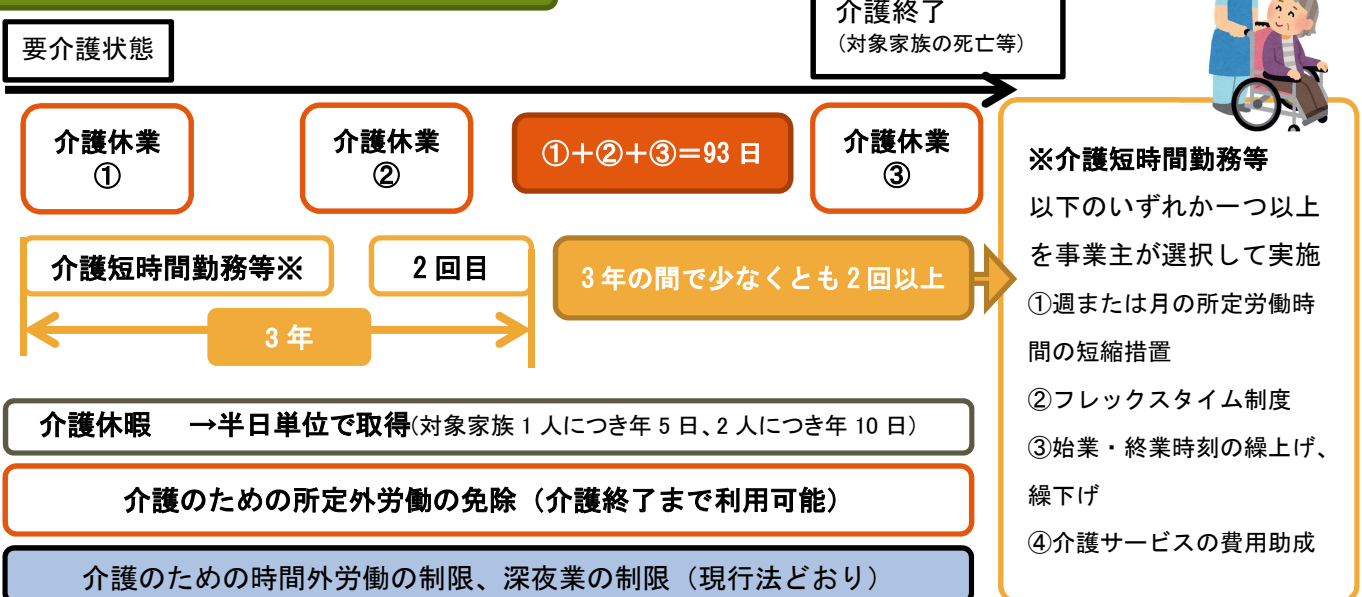 要介護状態
介護終了
(対象家族の死亡等)
介護休業
①
介護休業
②
①+②+③=93 日
介護休業
③
介護短時間勤務等※
2 回目
3 年の間で少なくとも 2 回以上
3 年
介護休暇　→半日単位で取得(対象家族 1 人につき年 5 日、2 人につき年 10 日)
介護のための所定外労働の免除（介護終了まで利用可能）
介護のための時間外労働の制限、深夜業の制限（現行法どおり）
※介護短時間勤務等
以下のいずれか一つ以上
を事業主が選択して実施
①週または月の所定労働時
間の短縮措置
②フレックスタイム制度
③始業・終業時刻の繰上げ、
繰下げ
④介護サービスの費用助成